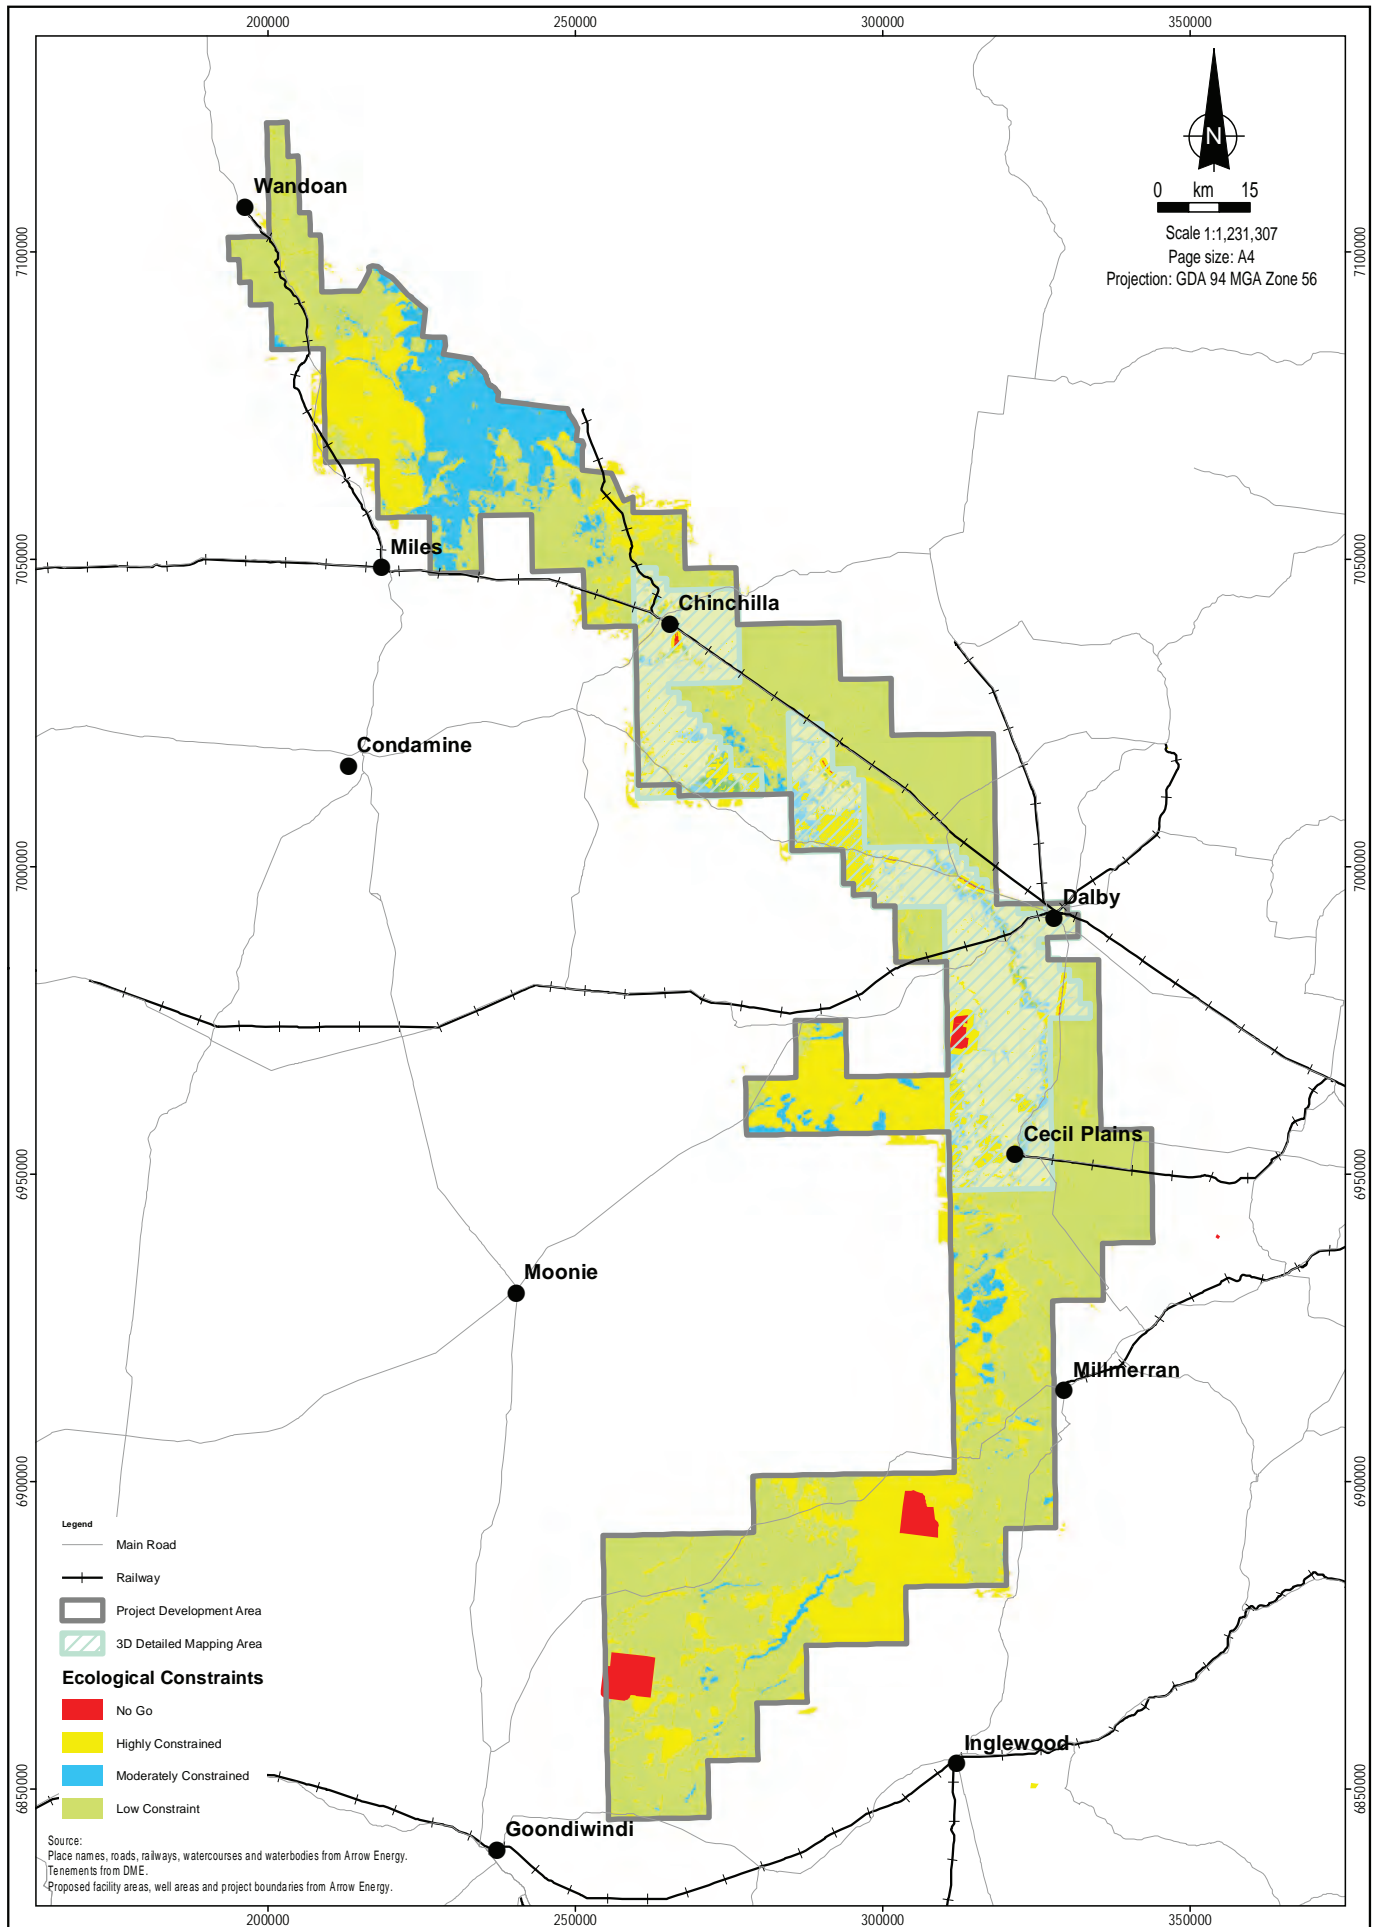 200000
250000
300000
350000
N
0 km 15
Scale 1:1,231,307
Page size: A4
Projection: GDA 94 MGA Zone 56
Wandoan
7100000
7100000
Miles
7050000
7050000
Chinchilla
Condamine
7000000
7000000
Dalby
Cecil Plains
6950000
6950000
Moonie
Millmerran
6900000
6900000
Legend
Main Road
Railway
Project Development Area
3D Detailed Mapping Area
Ecological Constraints
No Go
Highly Constrained
Moderately Constrained
Low Constraint
Inglewood
6850000
6850000
Goondiwindi
Source:
Place names, roads, railways, watercourses and waterbodies from Arrow Energy.
Tenements from DME.
Proposed facility areas, well areas and project boundaries from Arrow Energy.
200000
250000
300000
350000